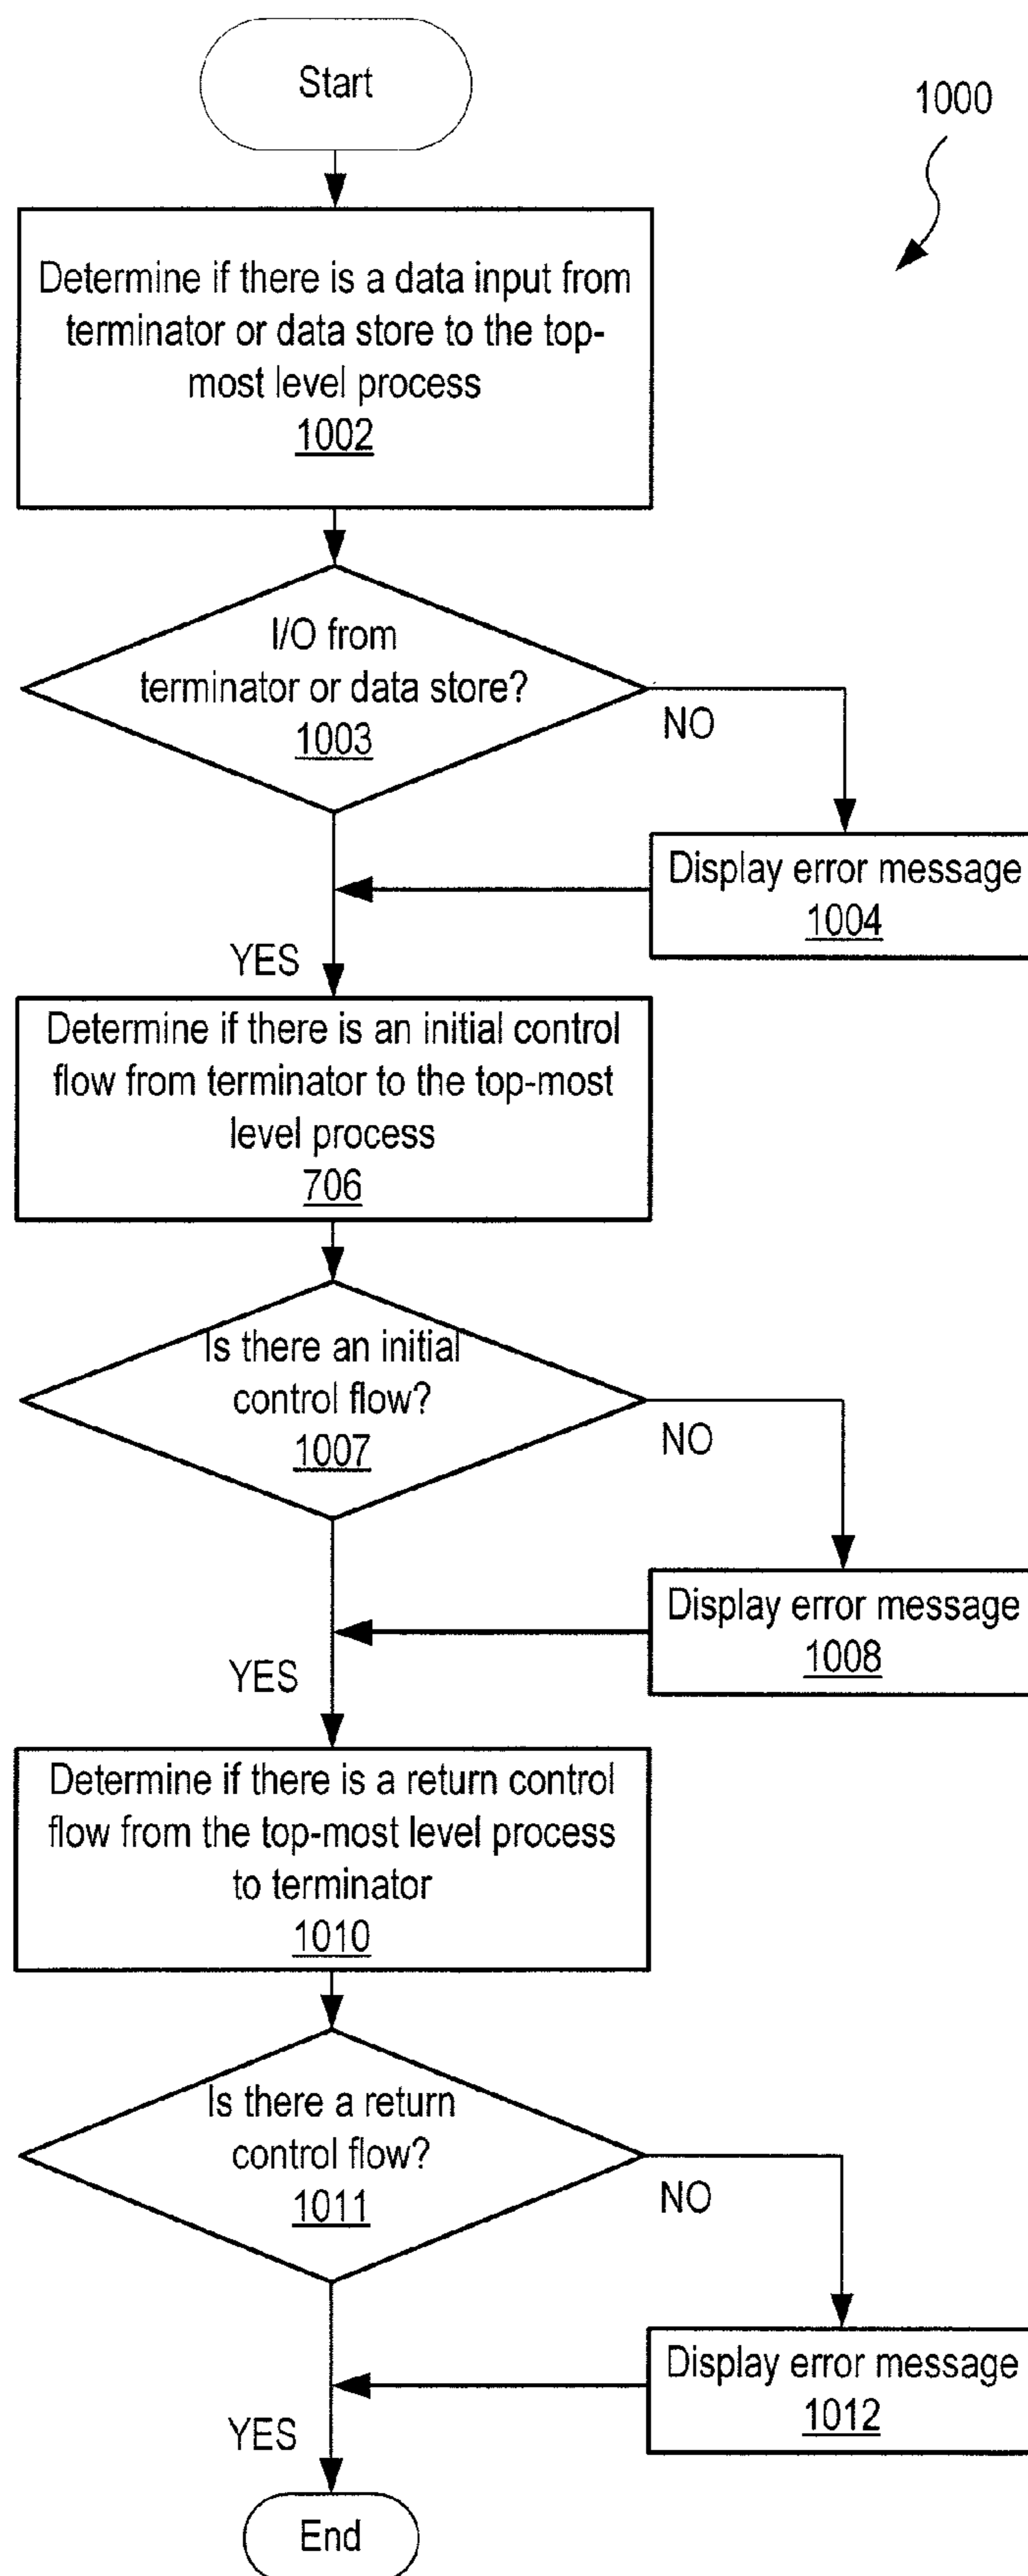 Start
1000
Determine if there is a data input from
terminator or data store to the top-
most level process
1002
I/O from
terminator or data store?
1003
NO
Display error message
1004
YES
Determine if there is an initial control
flow from terminator to the top-most
level process
706
Is there an initial
control flow?
1007
NO
Display error message
1008
YES
Determine if there is a return control
flow from the top-most level process
to terminator
1010
Is there a return
control flow?
1011
NO
Display error message
1012
YES
End